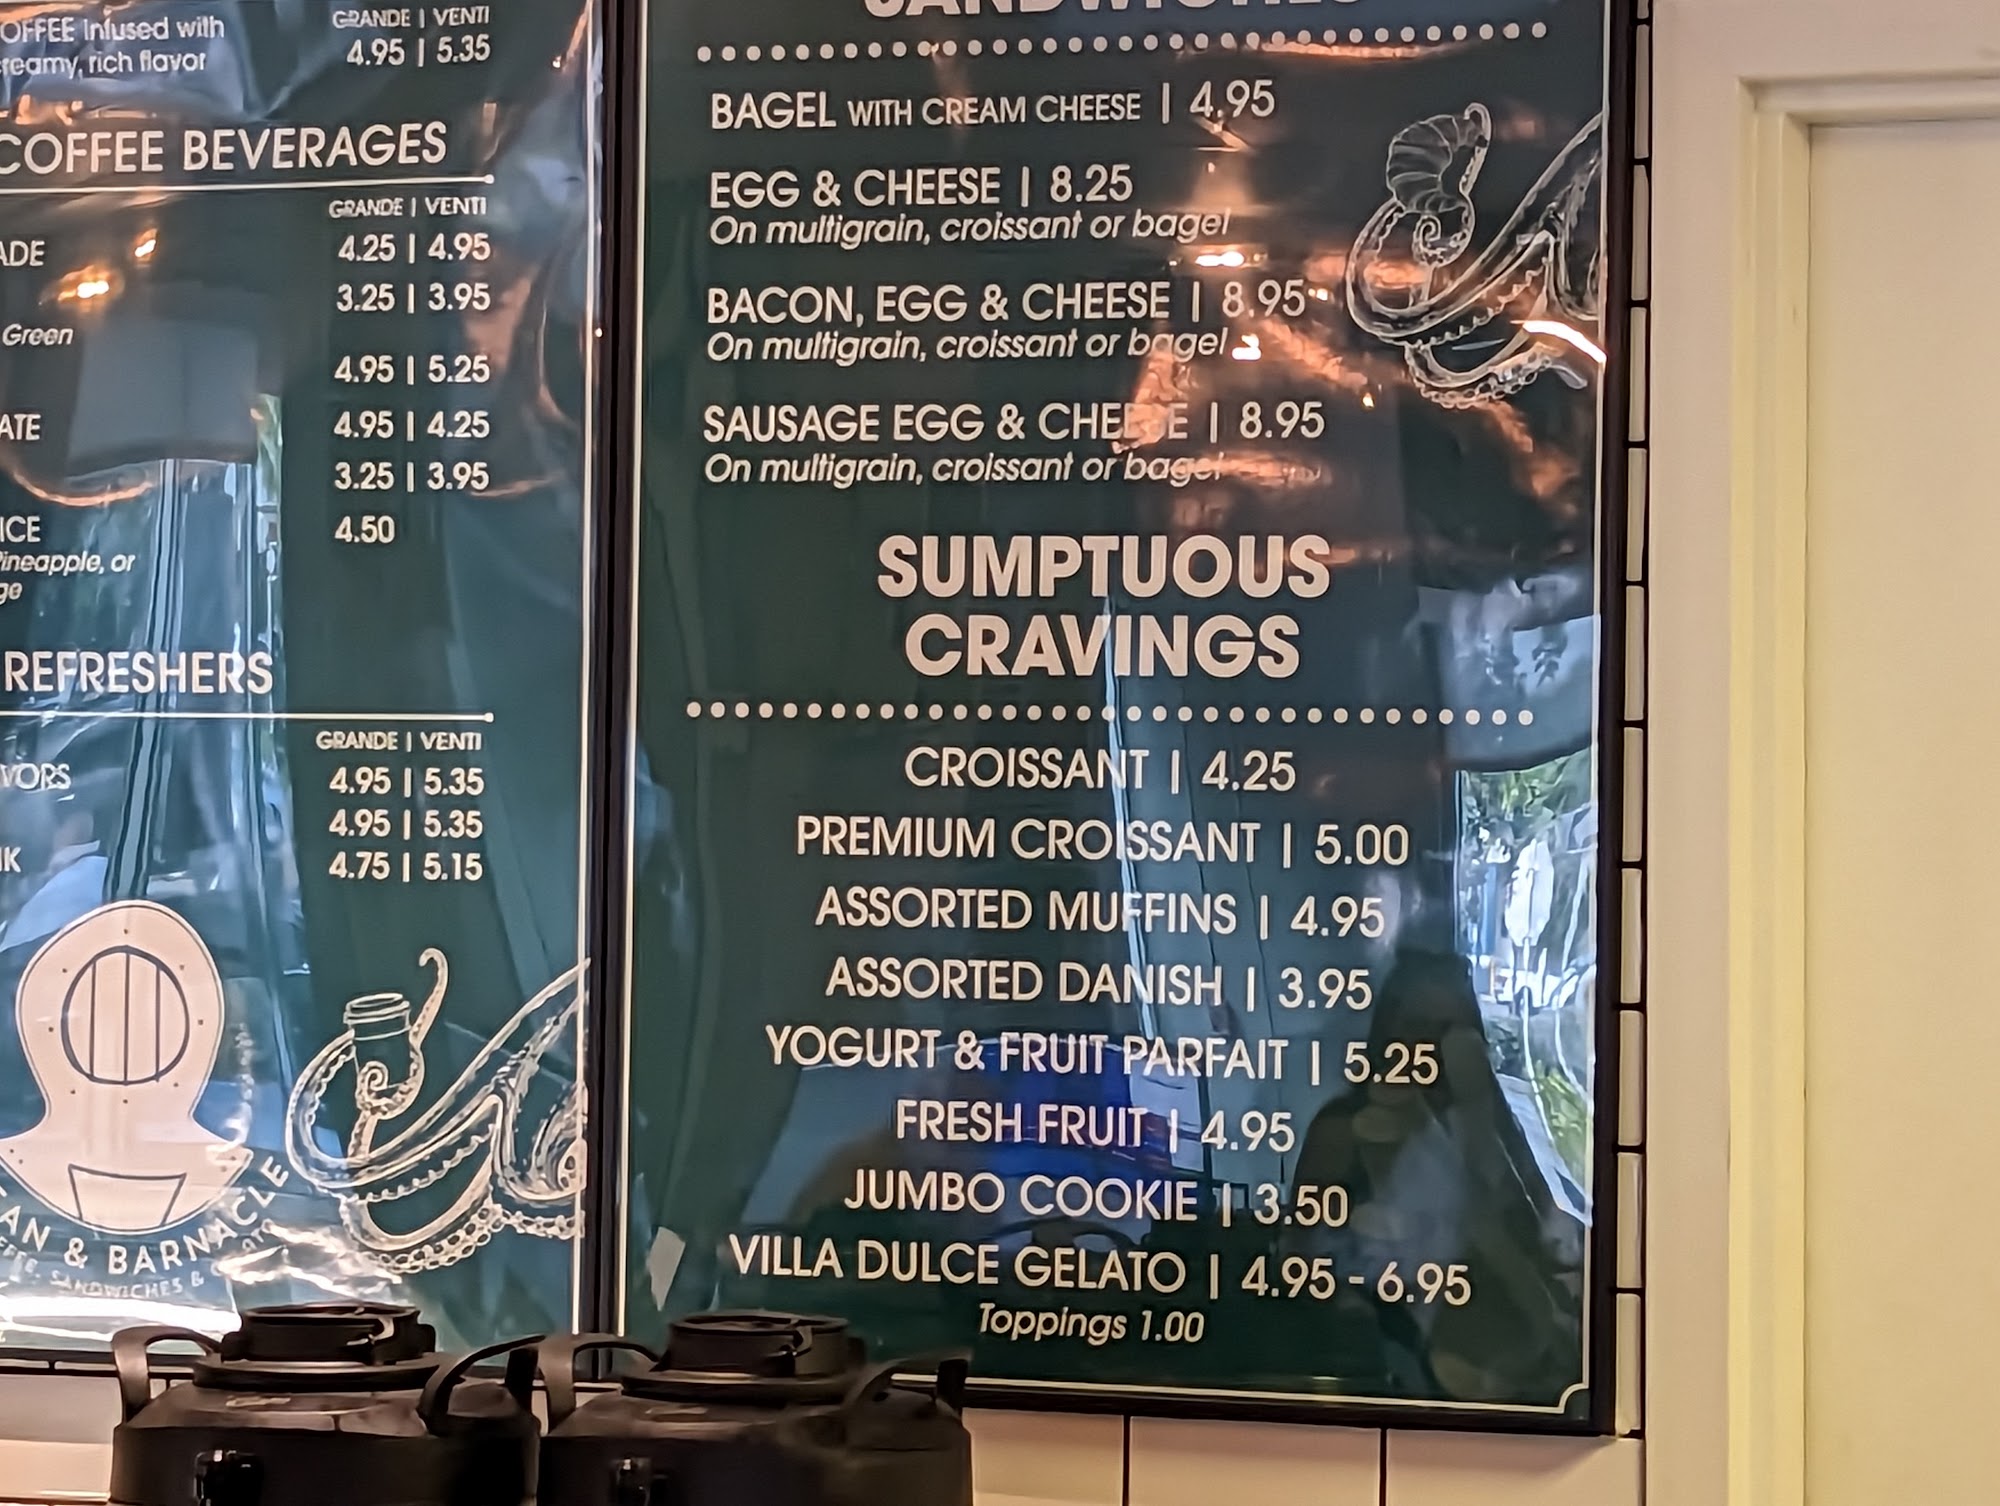 OFFEE infused with
reamy, rich flavor
GRANDE | VENTI
4.95 | 5.35
COFFEE BEVERAGES
GRANDE | VENTI
ADE 4.25 | 4.95
3.25 | 3.95
Green
4.95 | 5.25
ATE 4.95 | 4.25
3.25 | 3.95
ICE 4.50
Pineapple, or
ge
REFRESHERS
GRANDE | VENTI
VORS 4.95 | 5.35
4.95 | 5.35
NK 4.75 | 5.15
AN & BARNACLE
SANDWICHES &
SANDWICHES
BAGEL WITH CREAM CHEESE | 4.95
EGG & CHEESE | 8.25
On multigrain, croissant or bagel
BACON, EGG & CHEESE | 8.95
On multigrain, croissant or bagel
SAUSAGE EGG & CHEESE | 8.95
On multigrain, croissant or bagel
SUMPTUOUS
CRAVINGS
CROISSANT | 4.25
PREMIUM CROISSANT | 5.00
ASSORTED MUFFINS | 4.95
ASSORTED DANISH | 3.95
YOGURT & FRUIT PARFAIT | 5.25
FRESH FRUIT | 4.95
JUMBO COOKIE | 3.50
VILLA DULCE GELATO | 4.95 - 6.95
Toppings 1.00